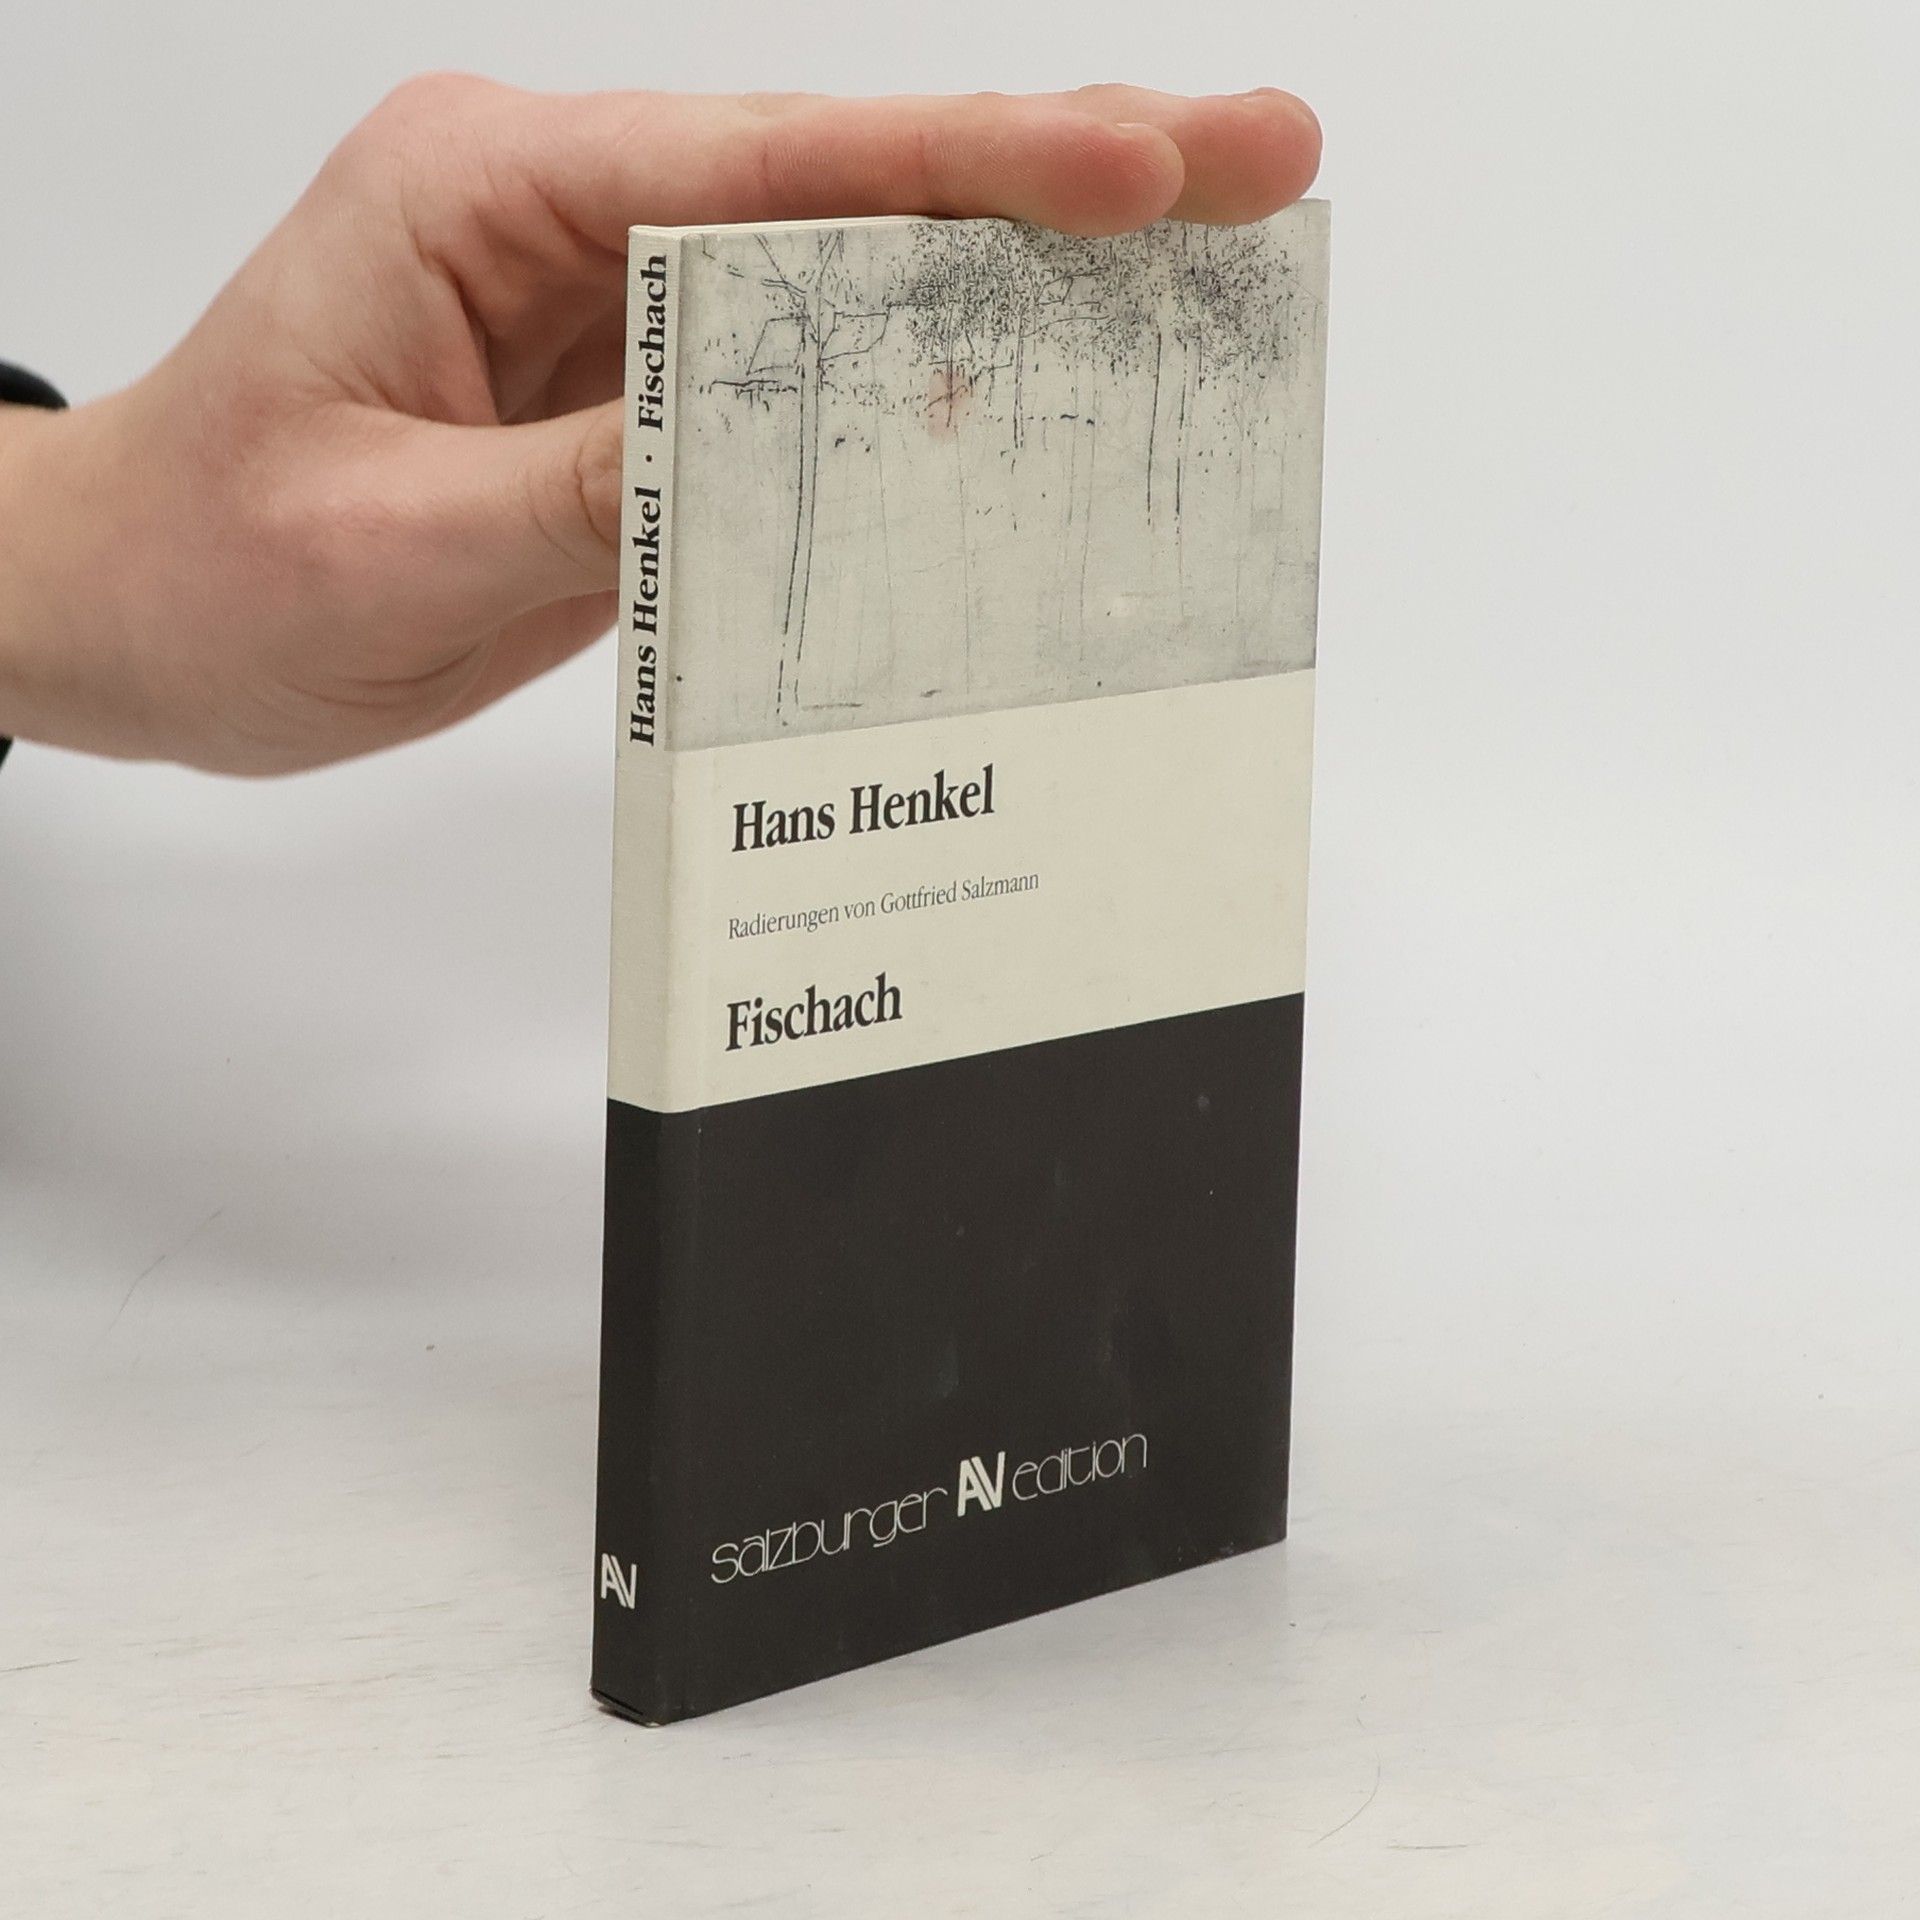 Hans Henkel · Fischach
Hans Henkel
Radierungen von Gottfried Salzmann
Fischach
salzburger AV edition
AV